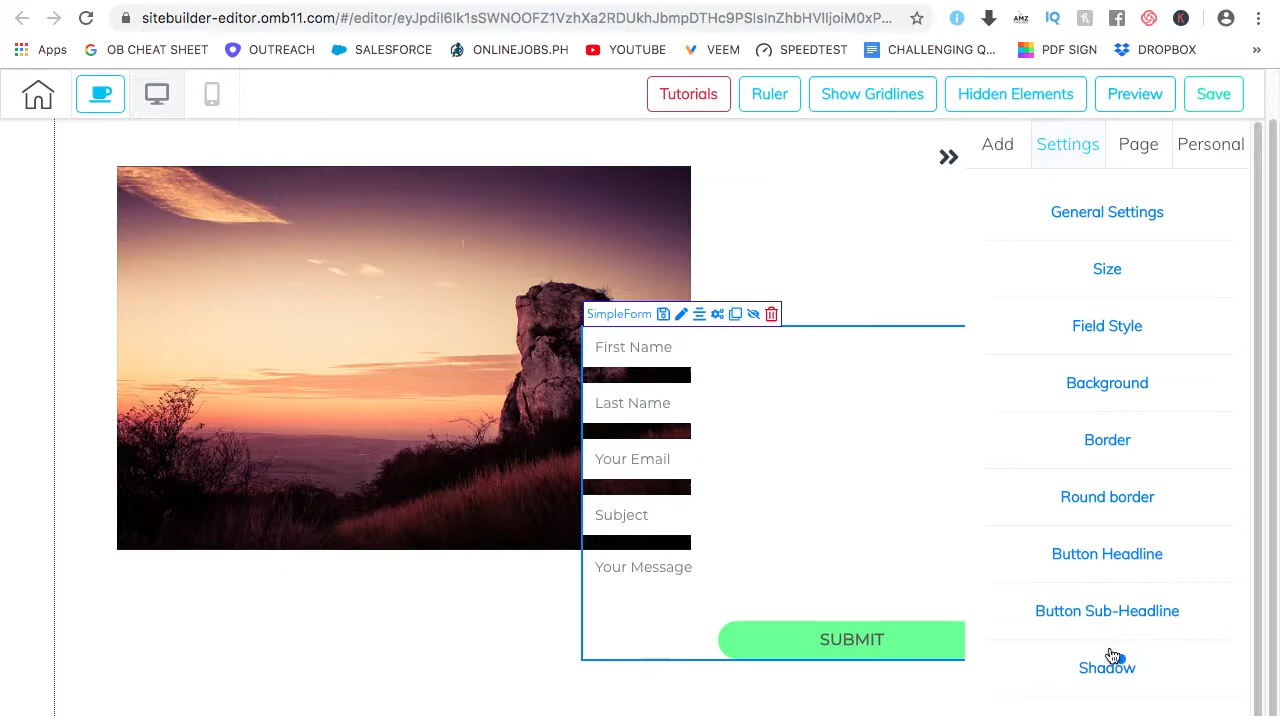 sitebuilder-editor.omb11.com/#/editor/eyJpdil6Ik1sSWNOOFZ1VzhXa2RDUkhJbmpDTHc9PSIsInZhbHVlIjoiM0xP...
Apps OB CHEAT SHEET OUTREACH SALESFORCE ONLINEJOBS.PH YOUTUBE VEEM SPEEDTEST CHALLENGING Q... PDF SIGN DROPBOX »
Tutorials Ruler Show Gridlines Hidden Elements Preview Save
Add Settings Page Personal
General Settings
Size
SimpleForm
Field Style
First Name
Background
Last Name
Border
Your Email
Round border
Subject
Button Headline
Your Message
Button Sub-Headline
SUBMIT
Shadow